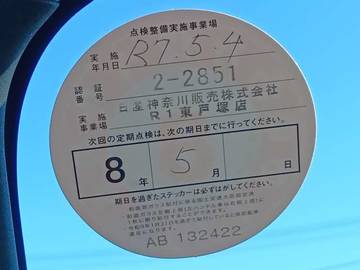 点検整備実施事業場
実施年月日 R7.5.4
認証番号 2-2851
実施事業場 日産神奈川販売株式会社
R1東戸塚店
次回の定期点検は、次の期日までに行ってください。
8年 5月 日
期日を過ぎたステッカーは必ずはがしてください。
AB 132422